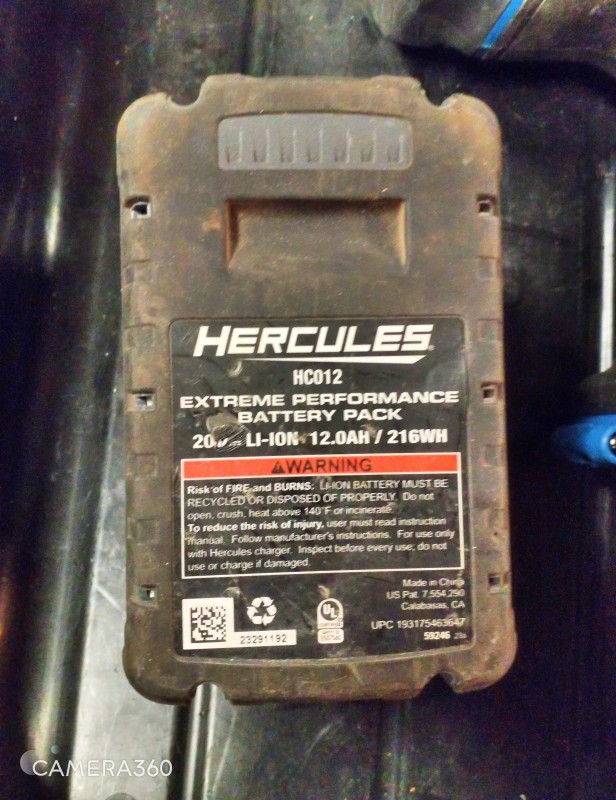 HERCULES
HC012
EXTREME PERFORMANCE
BATTERY PACK
LI-ION 12.0AH / 216WH
WARNING
Risk of FIRE and BURNS: LI-ION BATTERY MUST BE
RECYCLED OR DISPOSED OF PROPERLY. Do not
open, crush, heat above 140°F or incinerate.
To reduce the risk of injury, user must read instruction
manual. Follow manufacturer's instructions. For use only
with Hercules charger. Inspect before every use; do not
use or charge if damaged.
Made in China
US Pat. 7,554,290
Calabasas, CA
UPC 193175463647
59246 23a
23291192
UL
CAMERA360